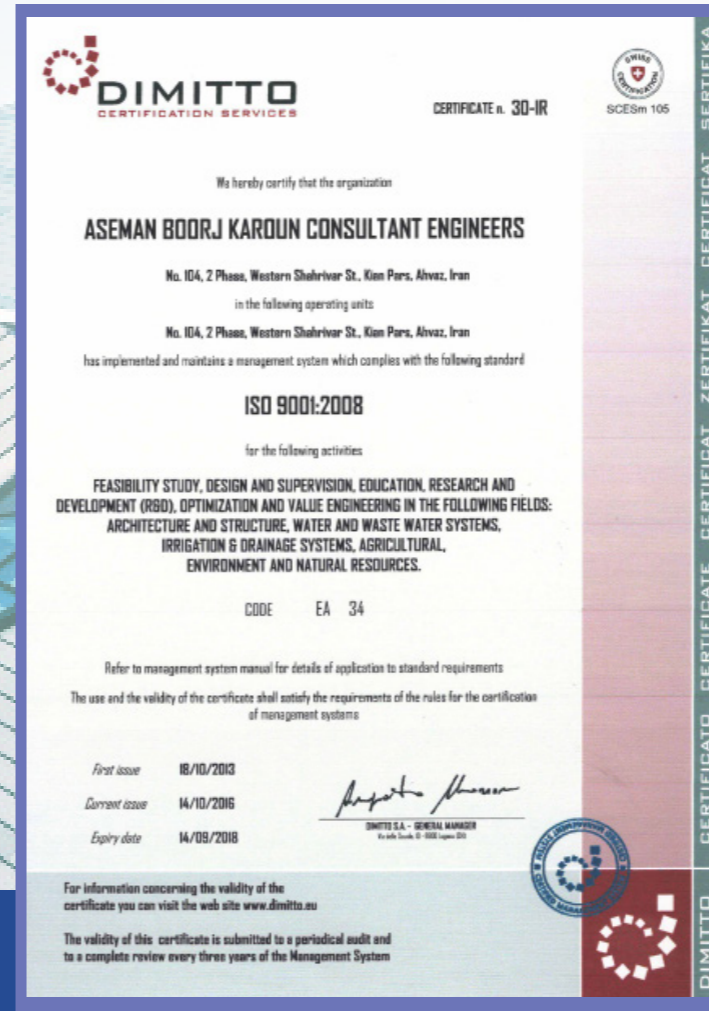 DIMITTO
CERTIFICATION SERVICES
CERTIFICATE n. 30-IR
SWISS
CERTIFICATION
SCESm 105
We hereby certify that the organization
ASEMAN BOORJ KAROUN CONSULTANT ENGINEERS
No. 104, 2 Phase, Western Shahrivar St., Kian Pars, Ahvaz, Iran
in the following operating units
No. 104, 2 Phase, Western Shahrivar St., Kian Pars, Ahvaz, Iran
has implemented and maintains a management system which complies with the following standard
ISO 9001:2008
for the following activities
FEASIBILITY STUDY, DESIGN AND SUPERVISION, EDUCATION, RESEARCH AND
DEVELOPMENT (R&D), OPTIMIZATION AND VALUE ENGINEERING IN THE FOLLOWING FIELDS:
ARCHITECTURE AND STRUCTURE, WATER AND WASTE WATER SYSTEMS,
IRRIGATION & DRAINAGE SYSTEMS, AGRICULTURAL,
ENVIRONMENT AND NATURAL RESOURCES.
CODE EA 34
Refer to management system manual for details of application to standard requirements
The use and the validity of the certificate shall satisfy the requirements of the rules for the certification
of management systems
First issue 18/10/2013
Current issue 14/10/2016
Expiry date 14/09/2018
DIMITTO S.A. - GENERAL MANAGER
For information concerning the validity of the
certificate you can visit the web site www.dimitto.eu
The validity of this certificate is submitted to a periodical audit and
to a complete review every three years of the Management System
DIMITTO CERTIFICATO CERTIFICATE CERTIFICAT ZERTIFIKAT CERTIFICAT SERTIFIKA